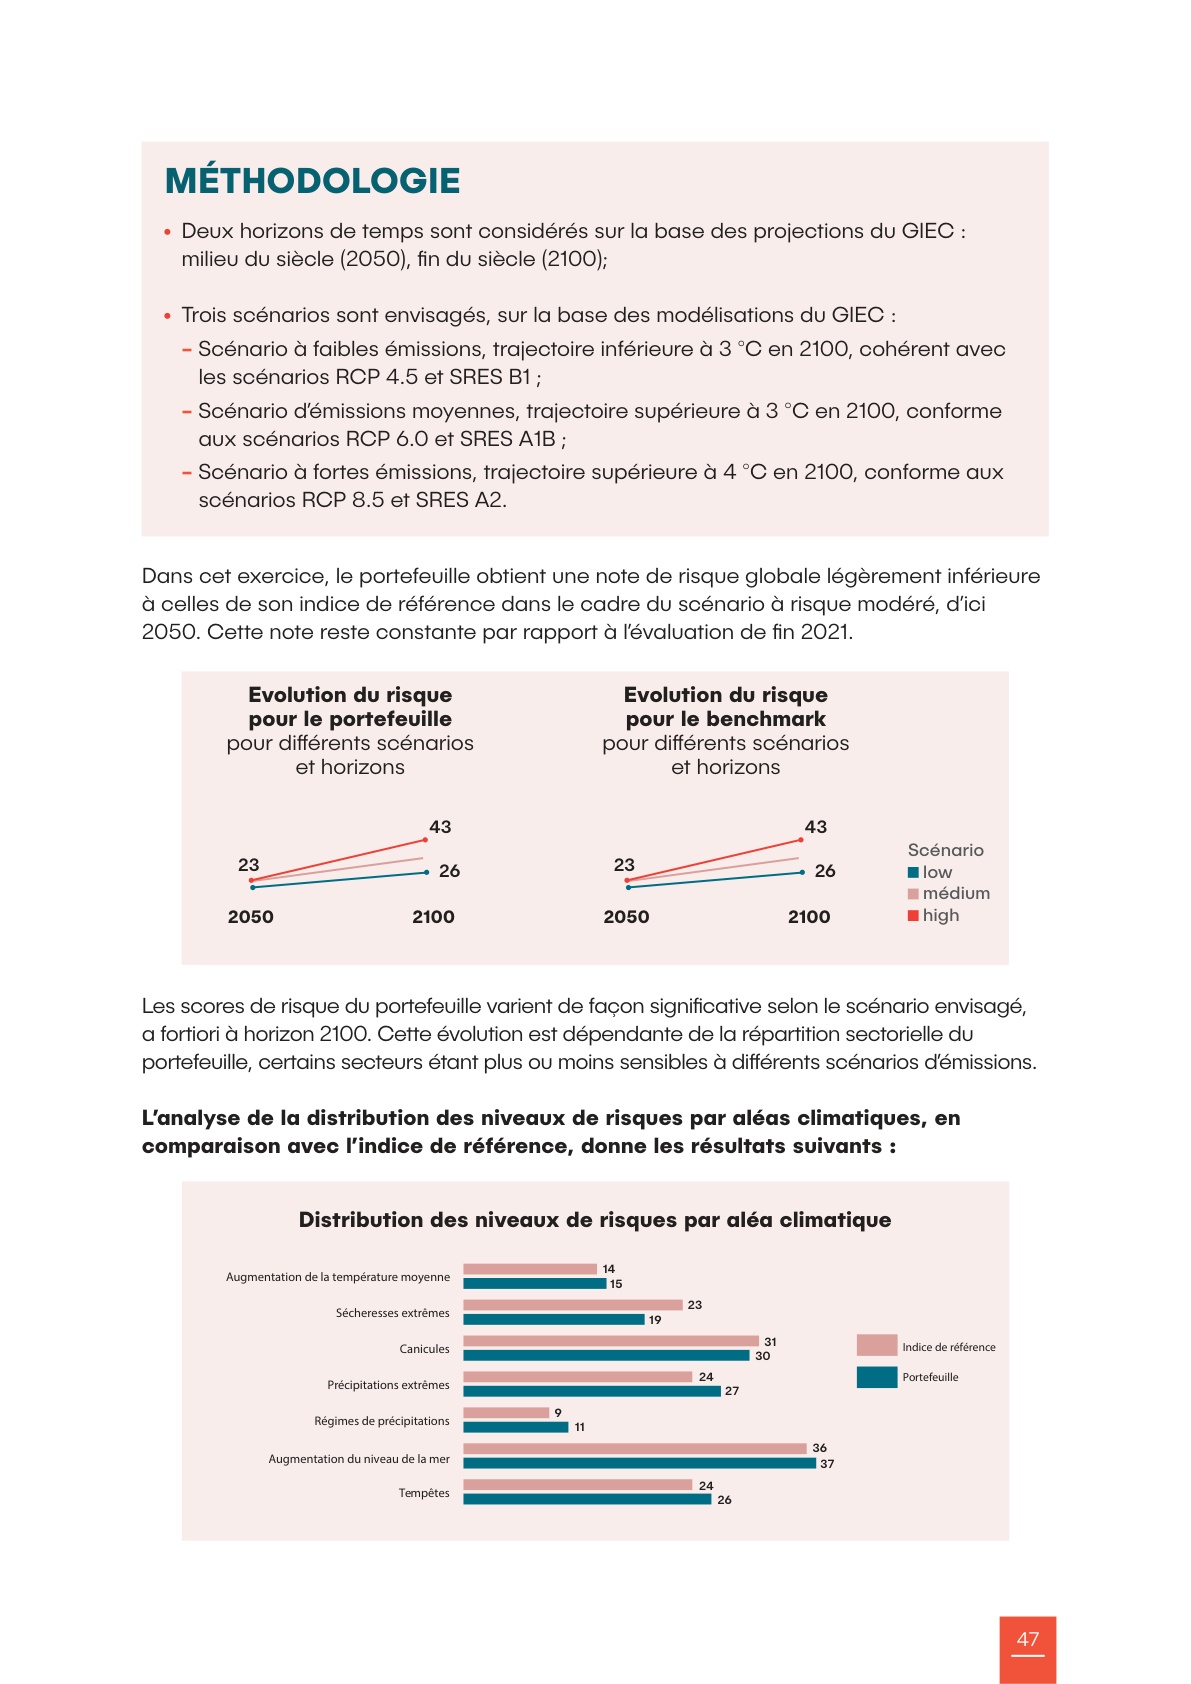 MÉTHODOLOGIE
• Deux horizons de temps sont considérés sur la base des projections du GIEC :
milieu du siècle (2050), fin du siècle (2100);
• Trois scénarios sont envisagés, sur la base des modélisations du GIEC :
– Scénario à faibles émissions, trajectoire inférieure à 3 °C en 2100, cohérent avec
les scénarios RCP 4.5 et SRES B1 ;
– Scénario d’émissions moyennes, trajectoire supérieure à 3 °C en 2100, conforme
aux scénarios RCP 6.0 et SRES A1B ;
– Scénario à fortes émissions, trajectoire supérieure à 4 °C en 2100, conforme aux
scénarios RCP 8.5 et SRES A2.
Dans cet exercice, le portefeuille obtient une note de risque globale légèrement inférieure
à celles de son indice de référence dans le cadre du scénario à risque modéré, d’ici
2050. Cette note reste constante par rapport à l’évaluation de fin 2021.
Evolution du risque
pour le portefeuille
pour différents scénarios
et horizons
43
23
26
2050 2100
Evolution du risque
pour le benchmark
pour différents scénarios
et horizons
43
23
26
2050 2100
Scénario
low
médium
high
Les scores de risque du portefeuille varient de façon significative selon le scénario envisagé,
a fortiori à horizon 2100. Cette évolution est dépendante de la répartition sectorielle du
portefeuille, certains secteurs étant plus ou moins sensibles à différents scénarios d’émissions.
L’analyse de la distribution des niveaux de risques par aléas climatiques, en
comparaison avec l’indice de référence, donne les résultats suivants :
Distribution des niveaux de risques par aléa climatique
Augmentation de la température moyenne
14
15
Sécheresses extrêmes
23
19
Canicules
31
30
Précipitations extrêmes
24
27
Régimes de précipitations
9
11
Augmentation du niveau de la mer
36
37
Tempêtes
24
26
Indice de référence
Portefeuille
47